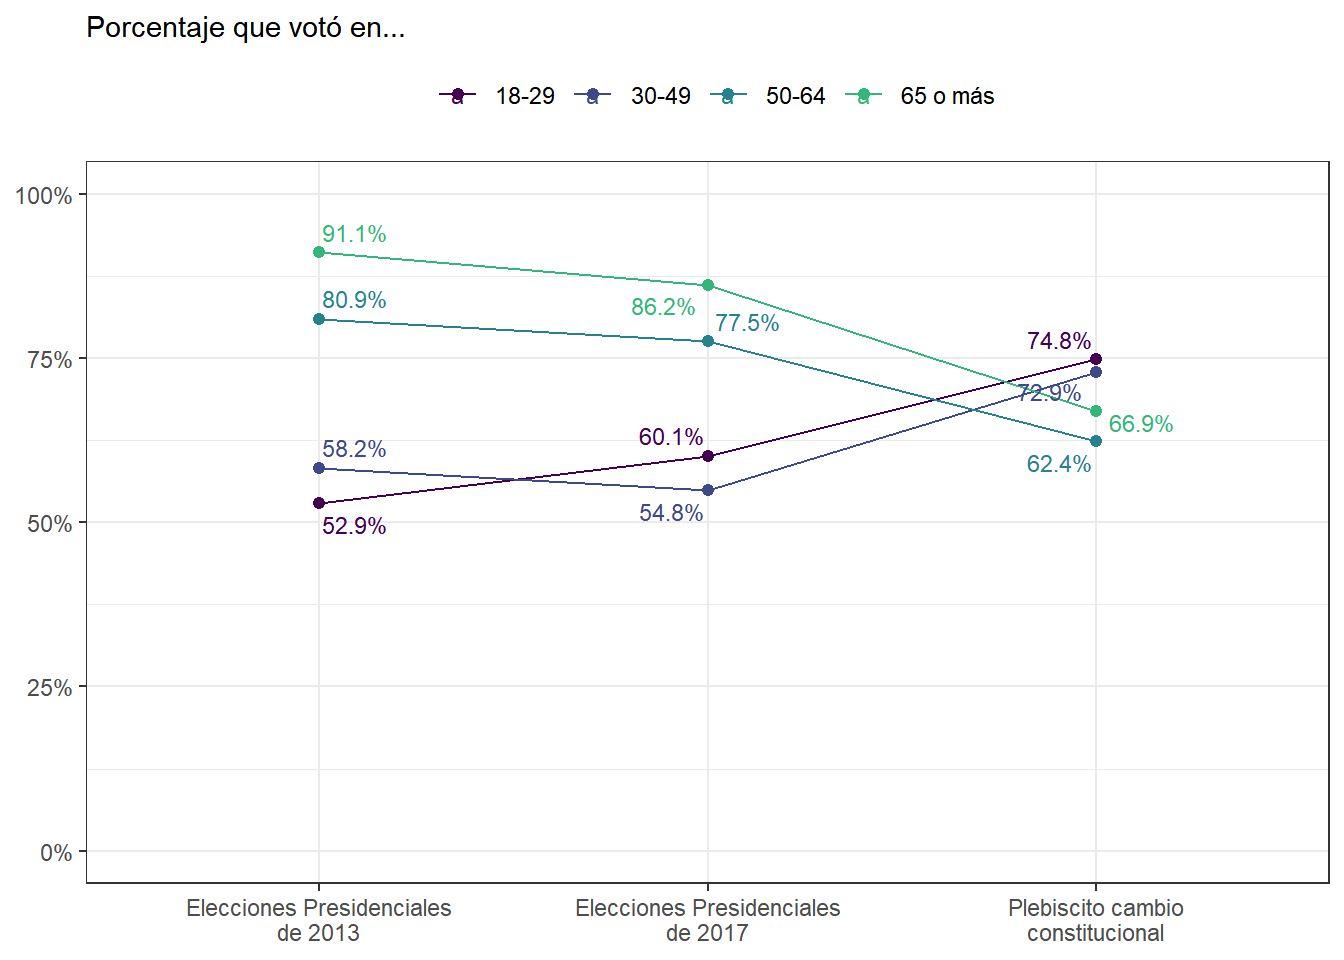 Porcentaje que votó en...
a 18-29 a 30-49 a 50-64 a 65 o más
100%
75%
50%
25%
0%
91.1%
80.9%
58.2%
52.9%
86.2%
77.5%
60.1%
54.8%
74.8%
72.9%
66.9%
62.4%
Elecciones Presidenciales
de 2013
Elecciones Presidenciales
de 2017
Plebiscito cambio
constitucional